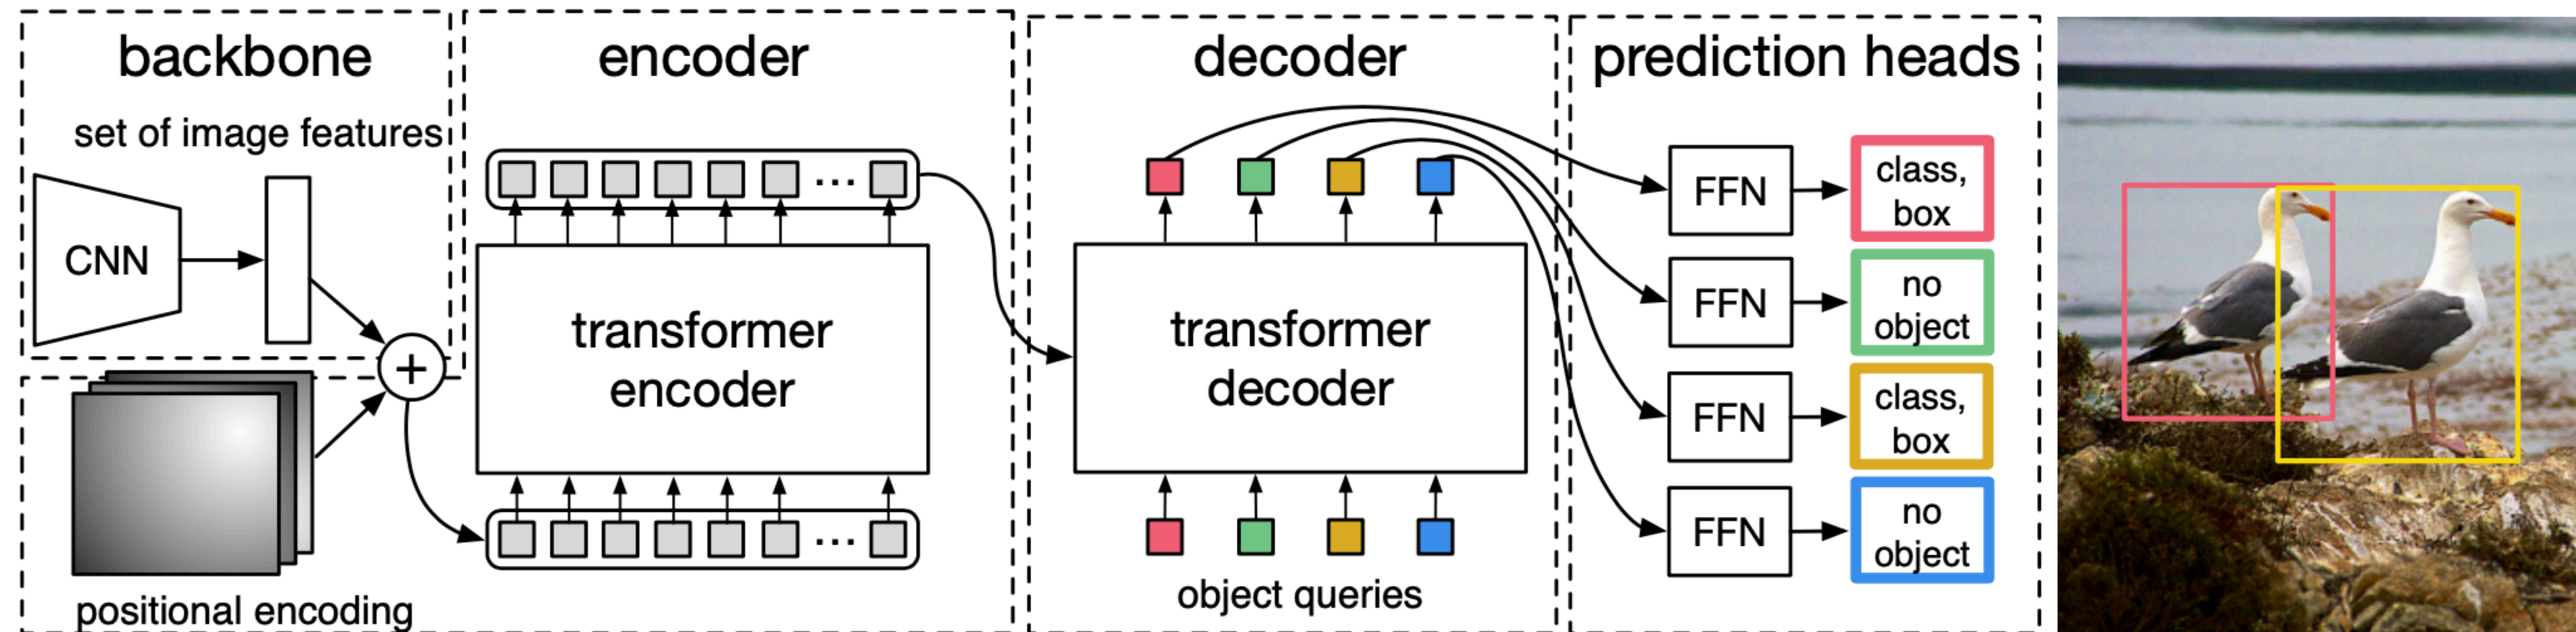 backbone
set of image features
CNN
+
positional encoding
encoder
...
transformer
encoder
...
decoder
transformer
decoder
object queries
prediction heads
FFN
class,
box
FFN
no
object
FFN
class,
box
FFN
no
object